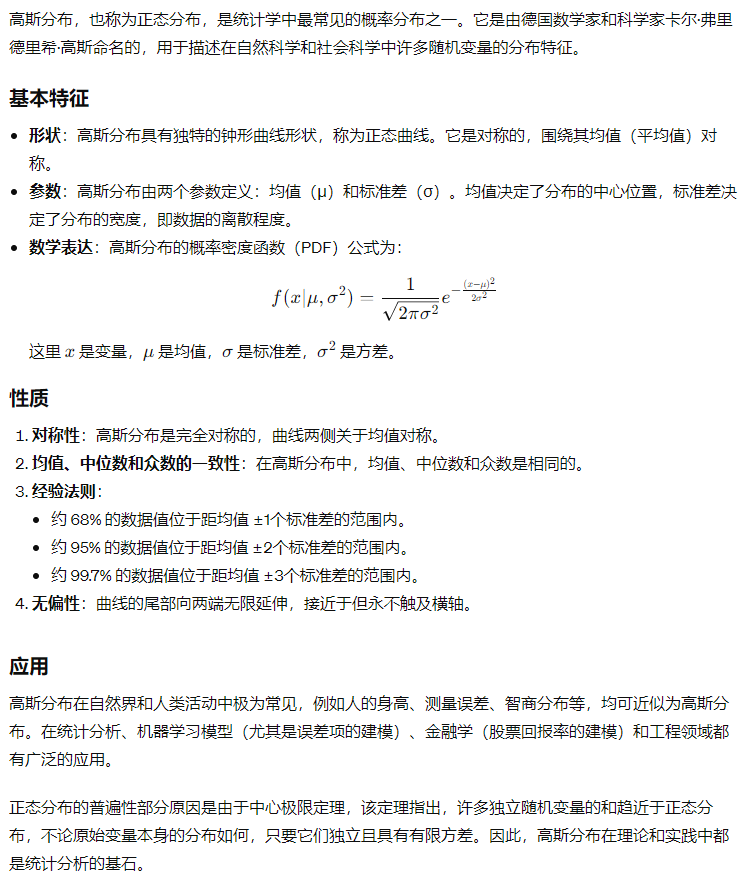 高斯分布，也称为正态分布，是统计学中最常见的概率分布之一。它是由德国数学家和科学家卡尔·弗里
德里希·高斯命名的，用于描述在自然科学和社会科学中许多随机变量的分布特征。
基本特征
• 形状：高斯分布具有独特的钟形曲线形状，称为正态曲线。它是对称的，围绕其均值（平均值）对
称。
• 参数：高斯分布由两个参数定义：均值（μ）和标准差（σ）。均值决定了分布的中心位置，标准差决
定了分布的宽度，即数据的离散程度。
• 数学表达：高斯分布的概率密度函数（PDF）公式为：
f(x|μ, σ²) = \frac{1}{\sqrt{2πσ²}} e^{-\frac{(x-μ)²}{2σ²}}
这里 x 是变量，μ 是均值，σ 是标准差，σ² 是方差。
性质
1. 对称性：高斯分布是完全对称的，曲线两侧关于均值对称。
2. 均值、中位数和众数的一致性：在高斯分布中，均值、中位数和众数是相同的。
3. 经验法则：
• 约 68% 的数据值位于距均值 ±1个标准差的范围内。
• 约 95% 的数据值位于距均值 ±2个标准差的范围内。
• 约 99.7% 的数据值位于距均值 ±3个标准差的范围内。
4. 无偏性：曲线的尾部向两端无限延伸，接近于但永不触及横轴。
应用
高斯分布在自然界和人类活动中极为常见，例如人的身高、测量误差、智商分布等，均可近似为高斯分
布。在统计分析、机器学习模型（尤其是误差项的建模）、金融学（股票回报率的建模）和工程领域都
有广泛的应用。
正态分布的普遍性部分原因是由于中心极限定理，该定理指出，许多独立随机变量的和趋近于正态分
布，不论原始变量本身的分布如何，只要它们独立且具有有限方差。因此，高斯分布在理论和实践中都
是统计分析的基石。